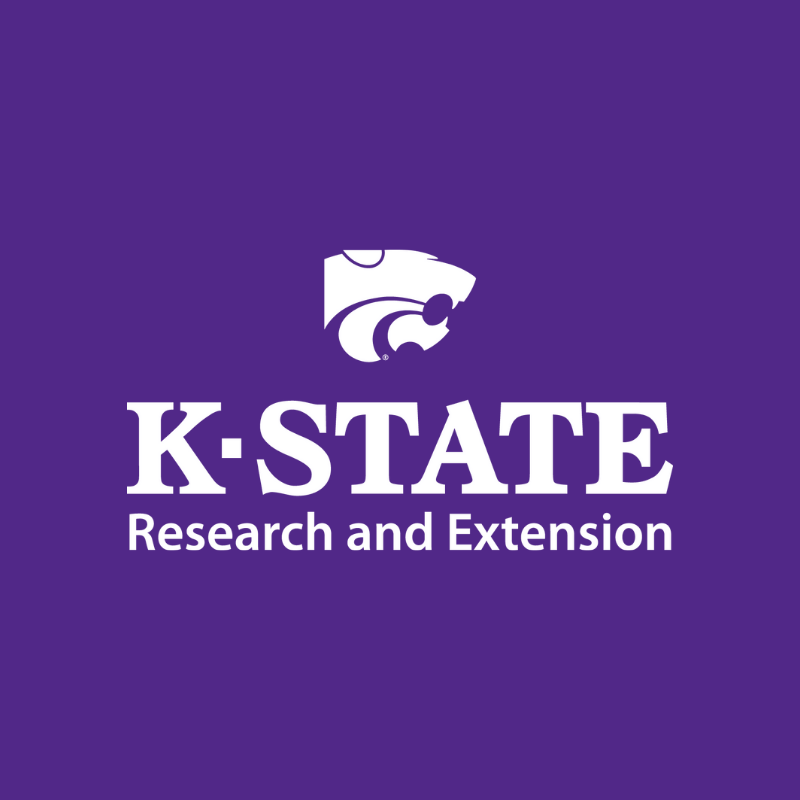 ®
K·STATE
Research and Extension